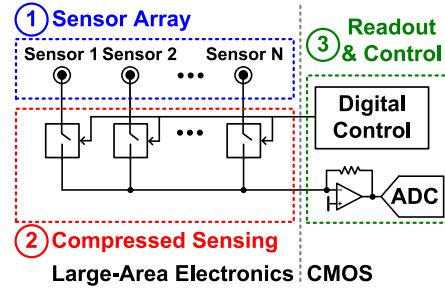 1 Sensor Array
Sensor 1 Sensor 2 Sensor N
3 Readout
& Control
Digital
Control
ADC
2 Compressed Sensing
Large-Area Electronics CMOS